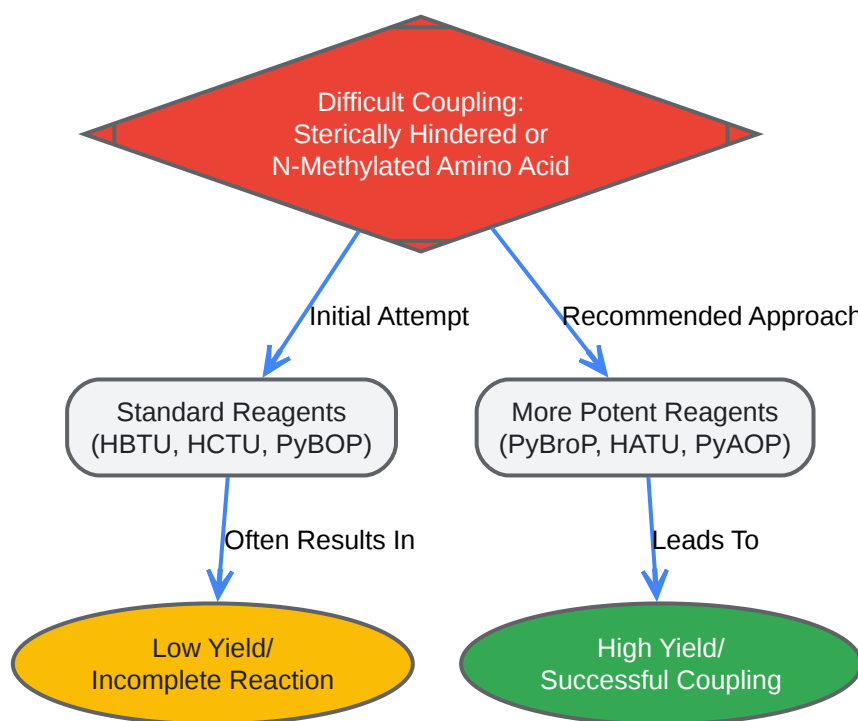 Difficult Coupling:
Sterically Hindered or
N-Methylated Amino Acid
Initial Attempt
Recommended Approach
Standard Reagents
(HBTU, HCTU, PyBOP)
More Potent Reagents
(PyBroP, HATU, PyAOP)
Often Results In
Leads To
Low Yield/
Incomplete Reaction
High Yield/
Successful Coupling